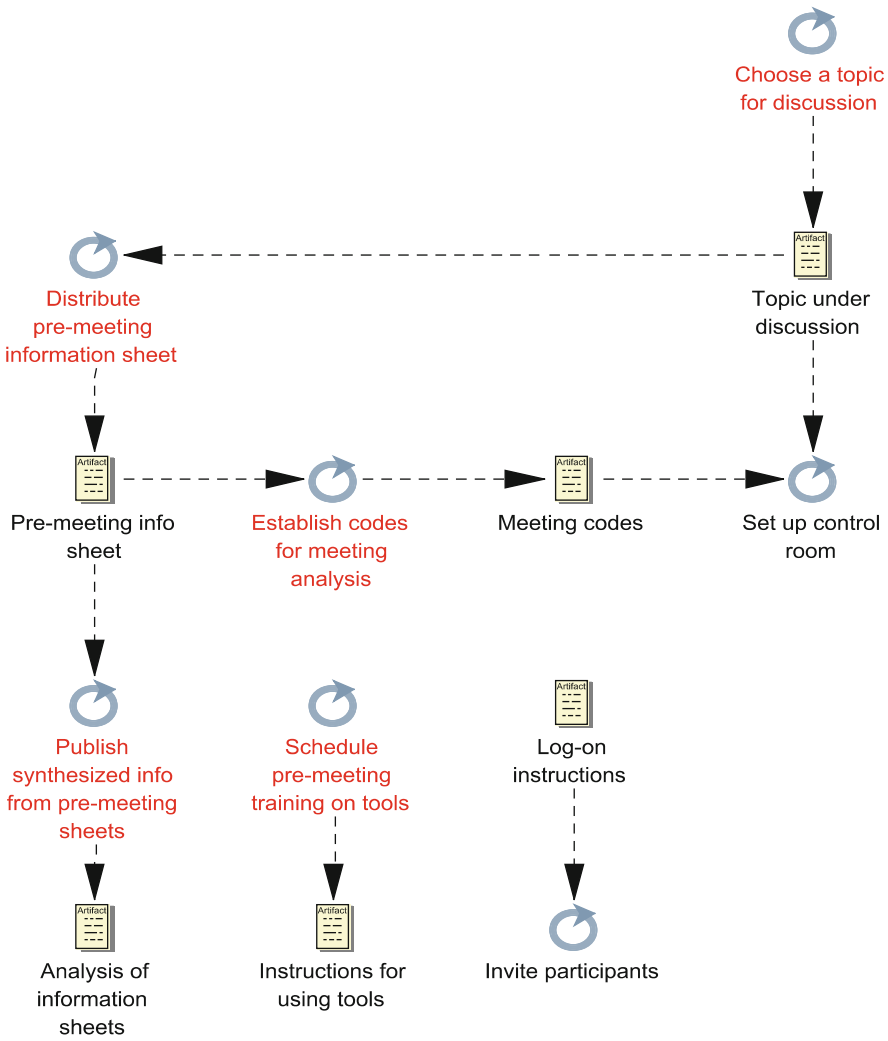 Choose a topic
for discussion
Artifact
Topic under
discussion
Distribute
pre-meeting
information sheet
Artifact
Pre-meeting info
sheet
Establish codes
for meeting
analysis
Artifact
Meeting codes
Set up control
room
Publish
synthesized info
from pre-meeting
sheets
Schedule
pre-meeting
training on tools
Artifact
Log-on
instructions
Artifact
Analysis of
information
sheets
Artifact
Instructions for
using tools
Invite participants